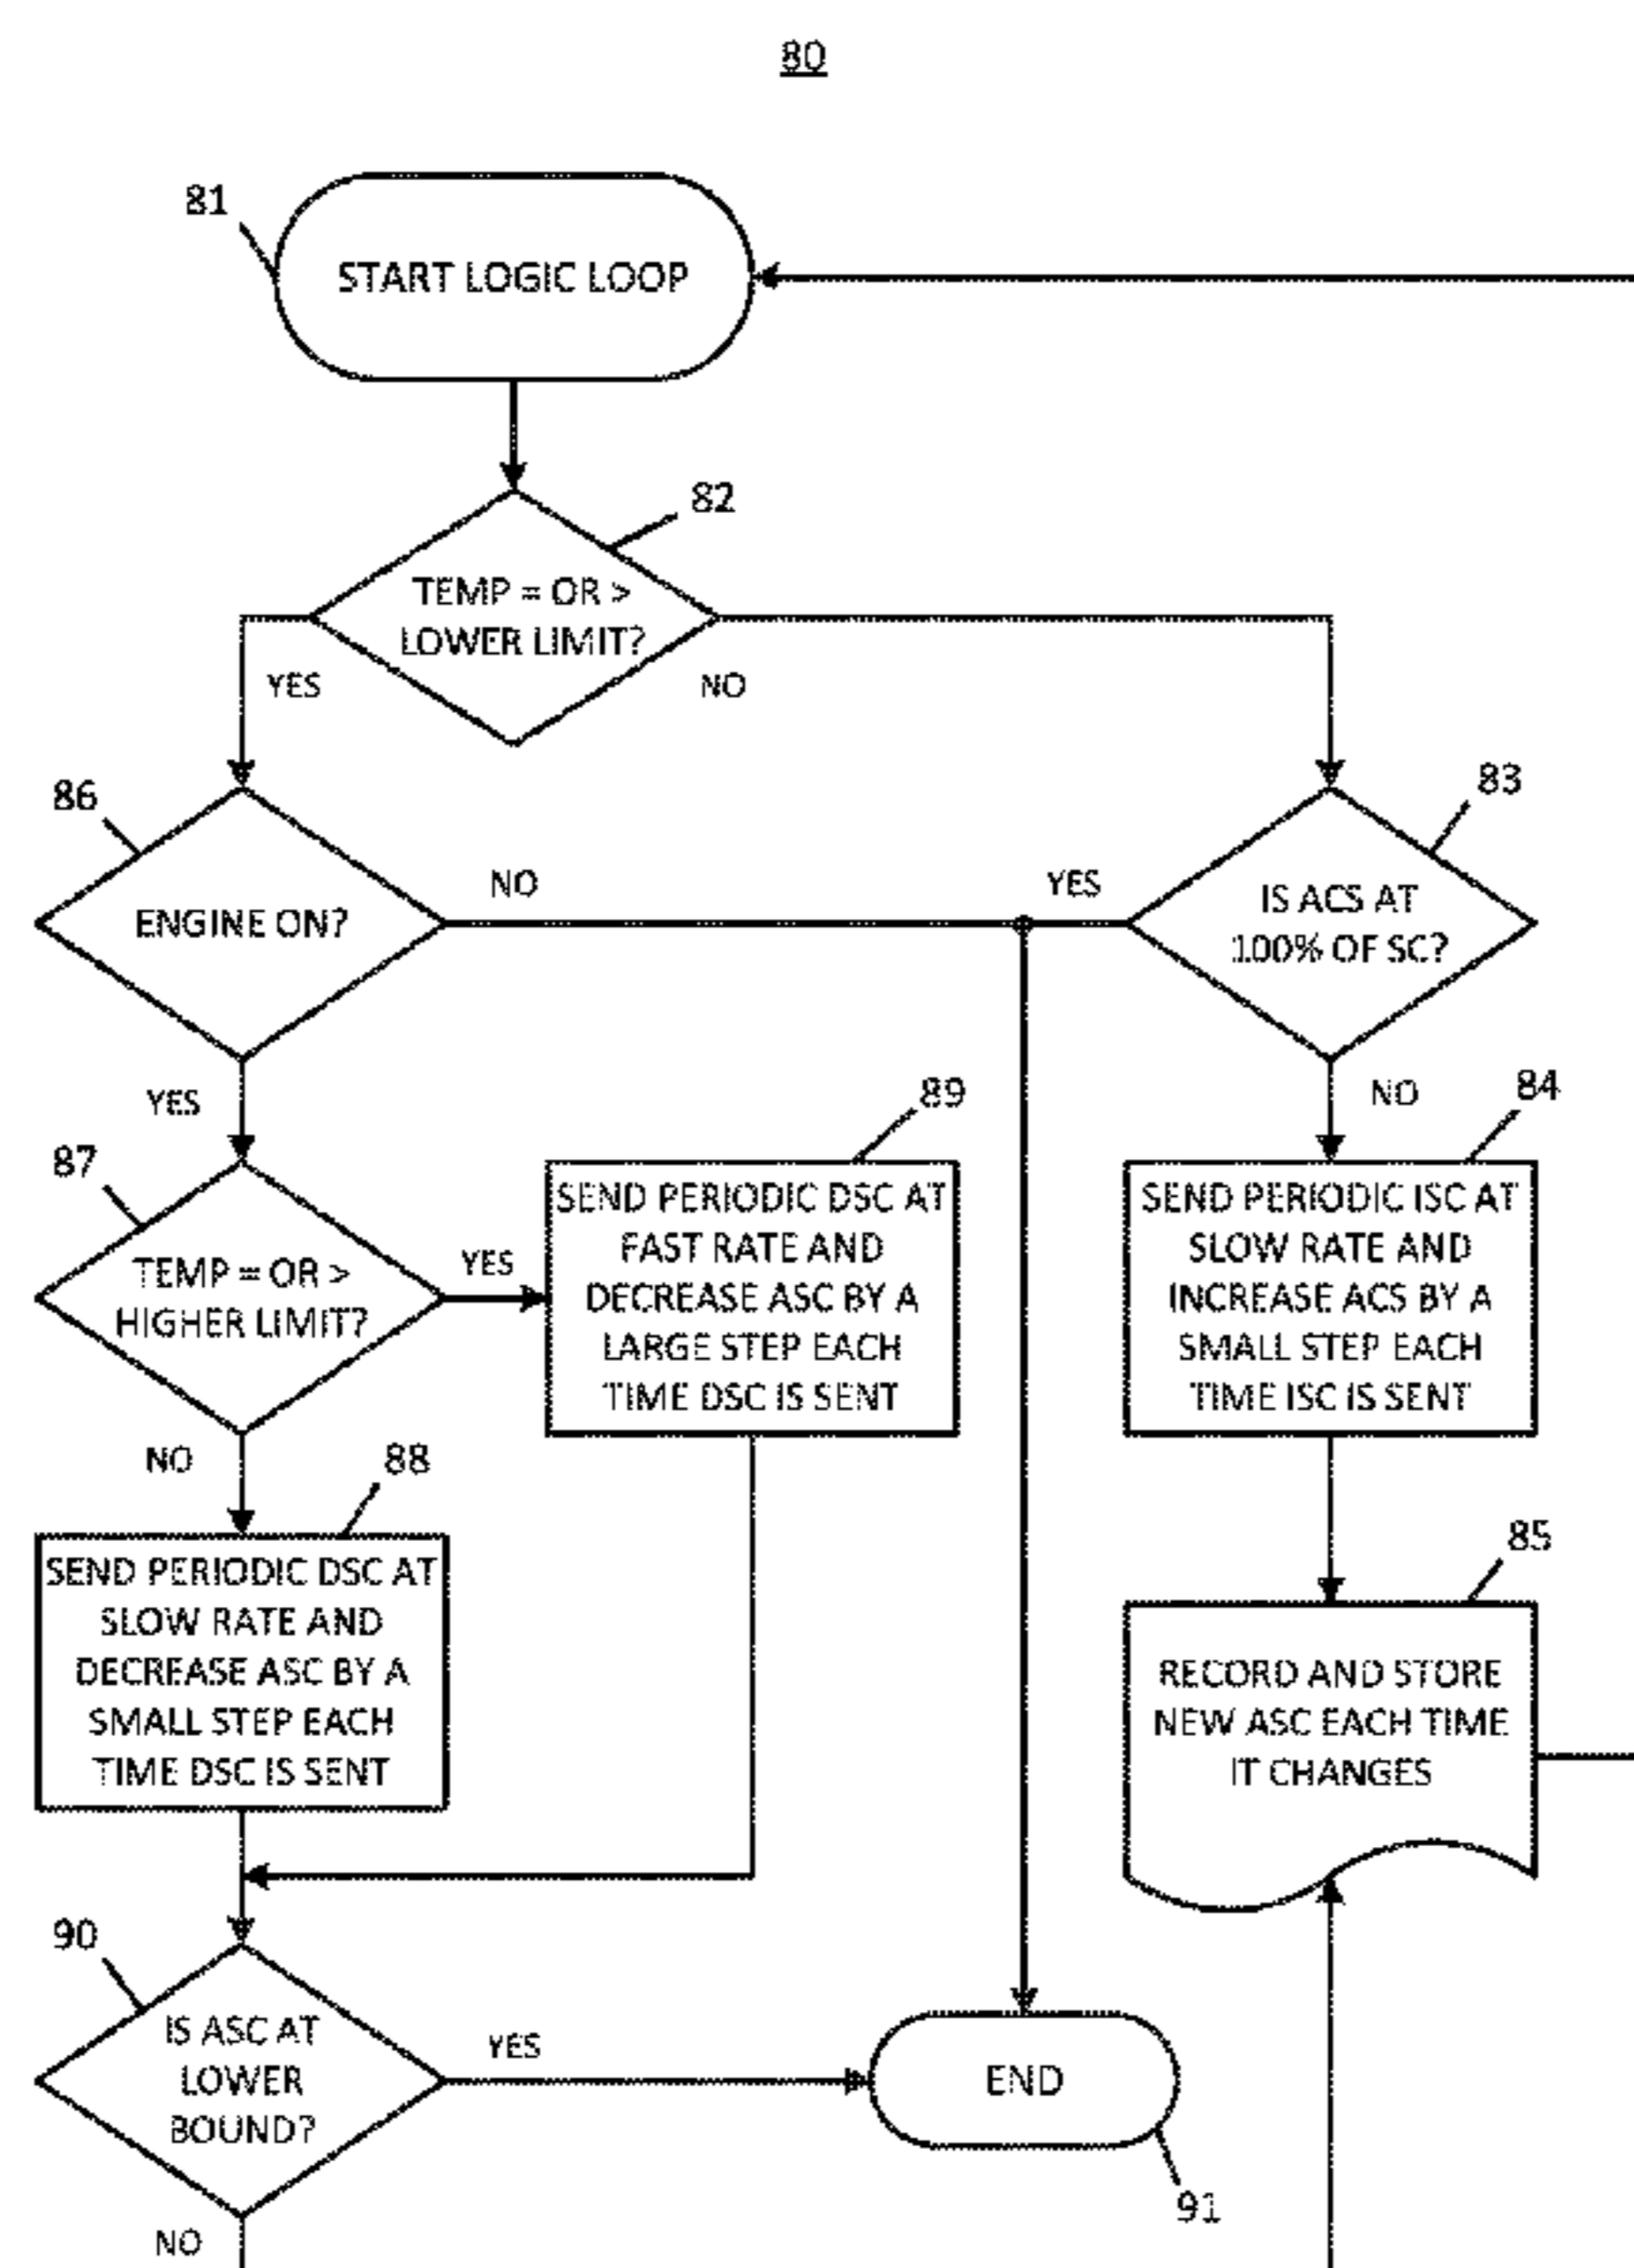 80
81
START LOGIC LOOP
82
TEMP = OR >
LOWER LIMIT?
YES
NO
86
ENGINE ON?
NO
YES
83
IS ACS AT
100% OF SC?
YES
NO
87
TEMP = OR >
HIGHER LIMIT?
YES
NO
89
SEND PERIODIC DSC AT
FAST RATE AND
DECREASE ASC BY A
LARGE STEP EACH
TIME DSC IS SENT
84
SEND PERIODIC ISC AT
SLOW RATE AND
INCREASE ACS BY A
SMALL STEP EACH
TIME ISC IS SENT
88
SEND PERIODIC DSC AT
SLOW RATE AND
DECREASE ASC BY A
SMALL STEP EACH
TIME DSC IS SENT
85
RECORD AND STORE
NEW ASC EACH TIME
IT CHANGES
90
IS ASC AT
LOWER
BOUND?
YES
NO
END
91